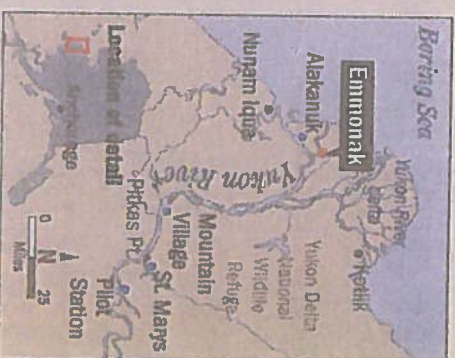 Bering Sea
Emmonak
Yukon River
Delta
Kotlik
Alakanuk
Nunam Iqua
Yukon River
Yukon Delta
National
Wildlife
Refuge
Mountain
Village
St. Marys
Pitkas Pt.
Pilot
Station
Location of detail
Anchorage
N
0 25
Miles